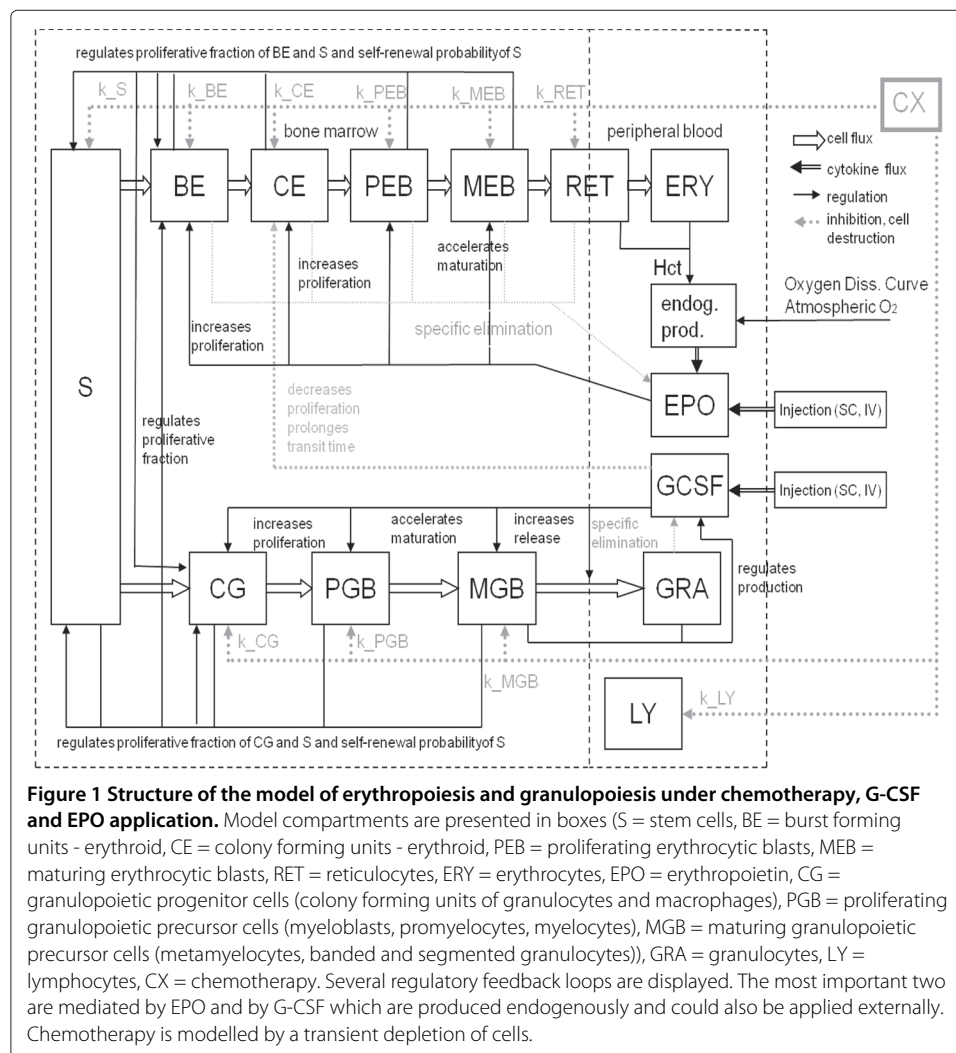 regulates proliferative fraction of BE and S and self-renewal probabilityof S
k_S
k_BE
k_CE
k_PEB
k_MEB
k_RET
CX
bone marrow
peripheral blood
cell flux
cytokine flux
regulation
inhibition, cell
destruction
S
BE
CE
PEB
MEB
RET
ERY
increases
proliferation
accelerates
maturation
Hct
Oxygen Diss. Curve
Atmospheric O₂
endog.
prod.
increases
proliferation
specific elimination
EPO
Injection (SC, IV)
decreases
proliferation
prolonges
transit time
regulates
proliferative
fraction
GCSF
Injection (SC, IV)
increases
proliferation
accelerates
maturation
increases
release
specific
elimination
regulates
production
CG
PGB
MGB
GRA
k_CG
k_PGB
k_MGB
LY
k_LY
regulates proliferative fraction of CG and S and self-renewal probabilityof S
Figure 1 Structure of the model of erythropoiesis and granulopoiesis under chemotherapy, G-CSF
and EPO application. Model compartments are presented in boxes (S = stem cells, BE = burst forming
units - erythroid, CE = colony forming units - erythroid, PEB = proliferating erythrocytic blasts, MEB =
maturing erythrocytic blasts, RET = reticulocytes, ERY = erythrocytes, EPO = erythropoietin, CG =
granulopoietic progenitor cells (colony forming units of granulocytes and macrophages), PGB = proliferating
granulopoietic precursor cells (myeloblasts, promyelocytes, myelocytes), MGB = maturing granulopoietic
precursor cells (metamyelocytes, banded and segmented granulocytes)), GRA = granulocytes, LY =
lymphocytes, CX = chemotherapy. Several regulatory feedback loops are displayed. The most important two
are mediated by EPO and by G-CSF which are produced endogenously and could also be applied externally.
Chemotherapy is modelled by a transient depletion of cells.